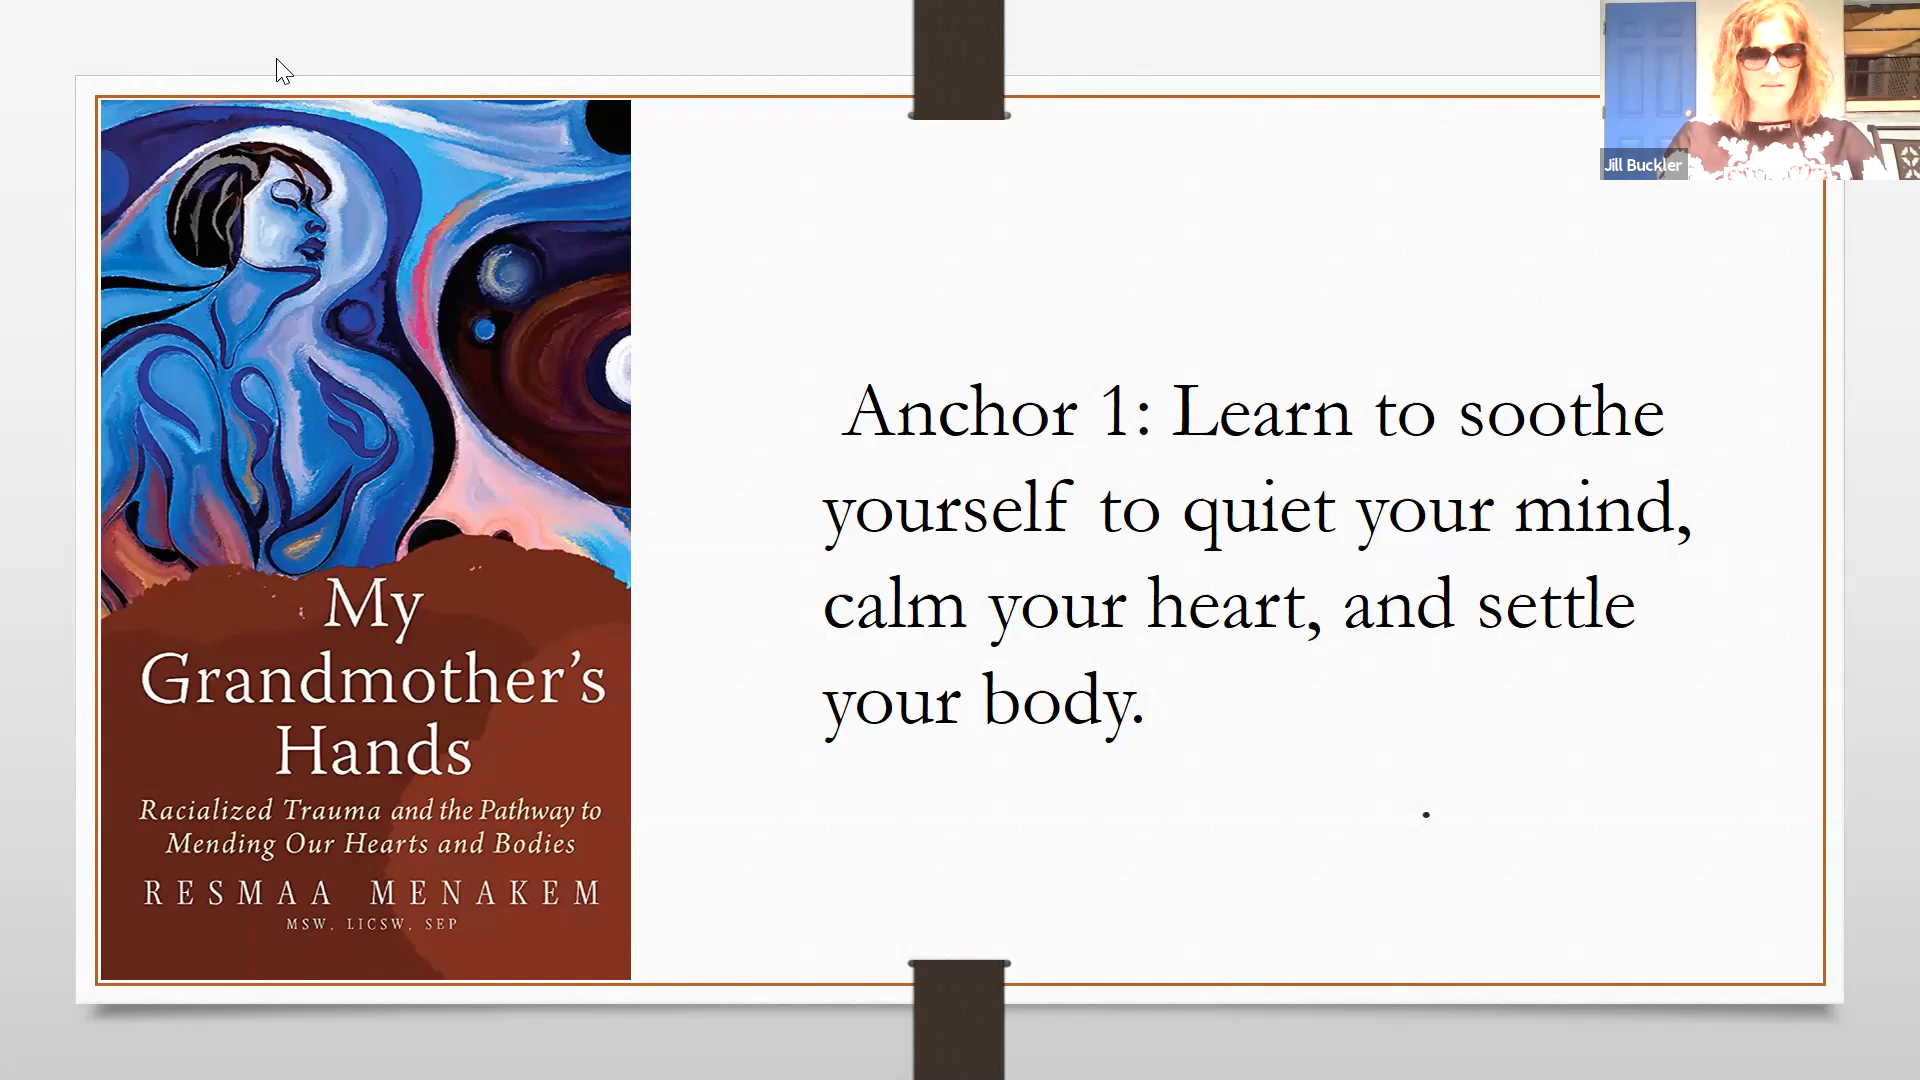 Jill Buckler
My
Grandmother’s
Hands
Racialized Trauma and the Pathway to
Mending Our Hearts and Bodies
RESMAA MENAKEM
MSW, LICSW, SEP
Anchor 1: Learn to soothe
yourself to quiet your mind,
calm your heart, and settle
your body.
.